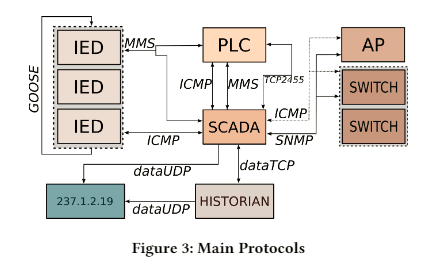 IED
MMS
PLC
AP
GOOSE
IED
ICMP
MMS
TCP2455
SWITCH
IED
SCADA
ICMP
SWITCH
ICMP
SNMP
dataUDP
dataTCP
237.1.2.19
dataUDP
HISTORIAN
Figure 3: Main Protocols